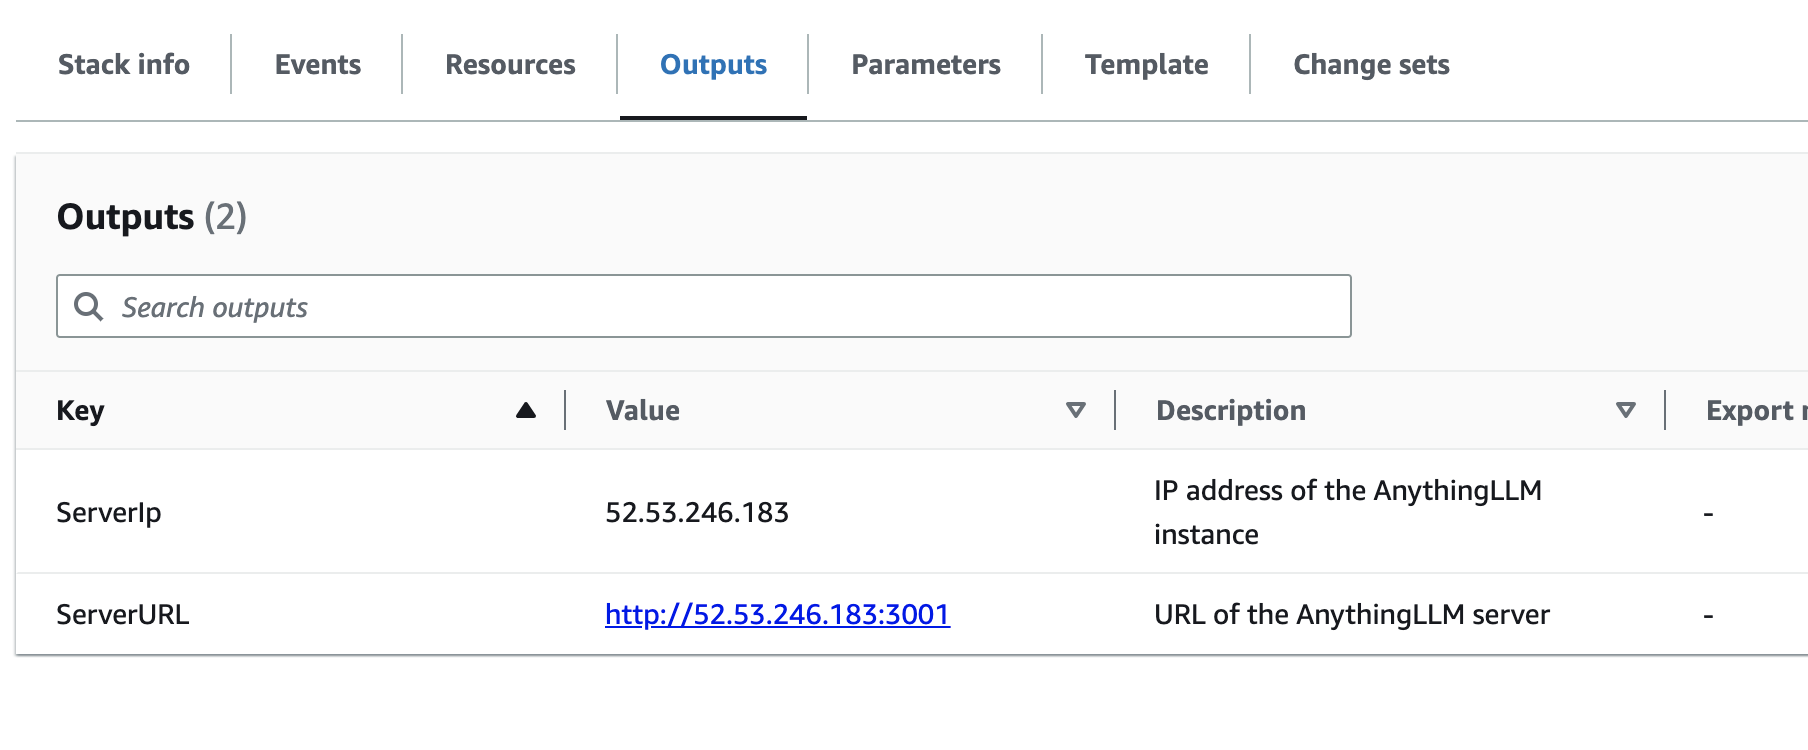 Stack info Events Resources Outputs Parameters Template Change sets
Outputs (2)
Search outputs
Key Value Description Export
ServerIp 52.53.246.183 IP address of the AnythingLLM
instance -
ServerURL http://52.53.246.183:3001 URL of the AnythingLLM server -